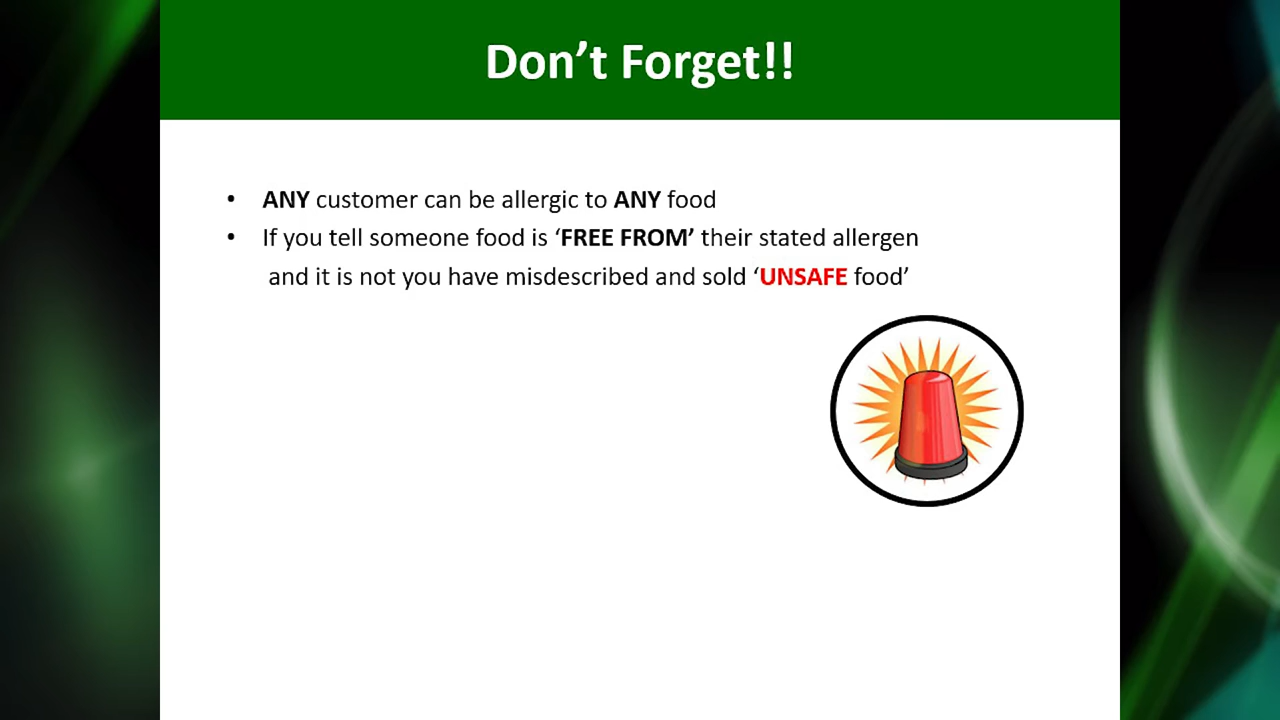 Don’t Forget!!
• ANY customer can be allergic to ANY food
• If you tell someone food is ‘FREE FROM’ their stated allergen
and it is not you have misdescribed and sold ‘UNSAFE food’